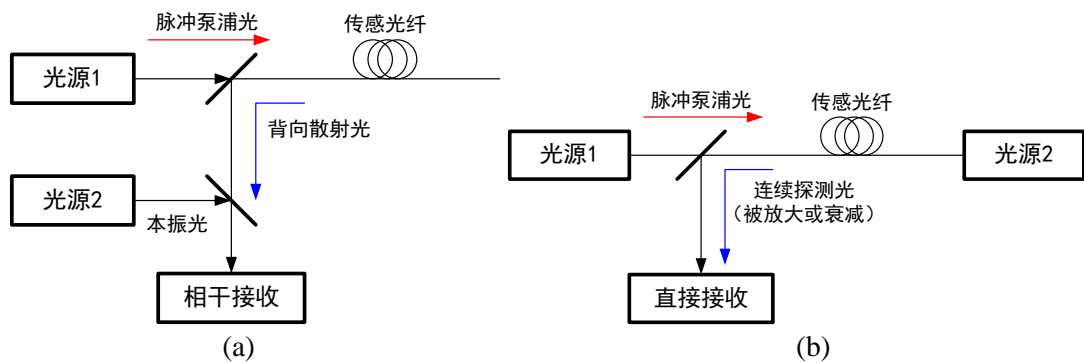 脉冲泵浦光
传感光纤
光源1
背向散射光
光源2
本振光
相干接收
(a)
脉冲泵浦光
传感光纤
光源1
光源2
连续探测光
（被放大或衰减）
直接接收
(b)